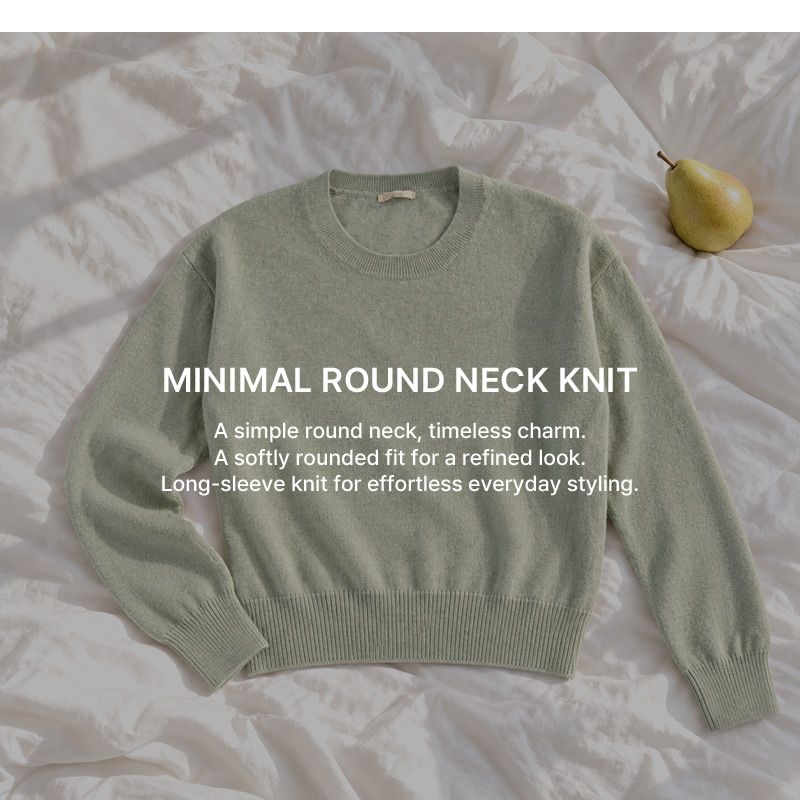 MINIMAL ROUND NECK KNIT
A simple round neck, timeless charm.
A softly rounded fit for a refined look.
Long-sleeve knit for effortless everyday styling.